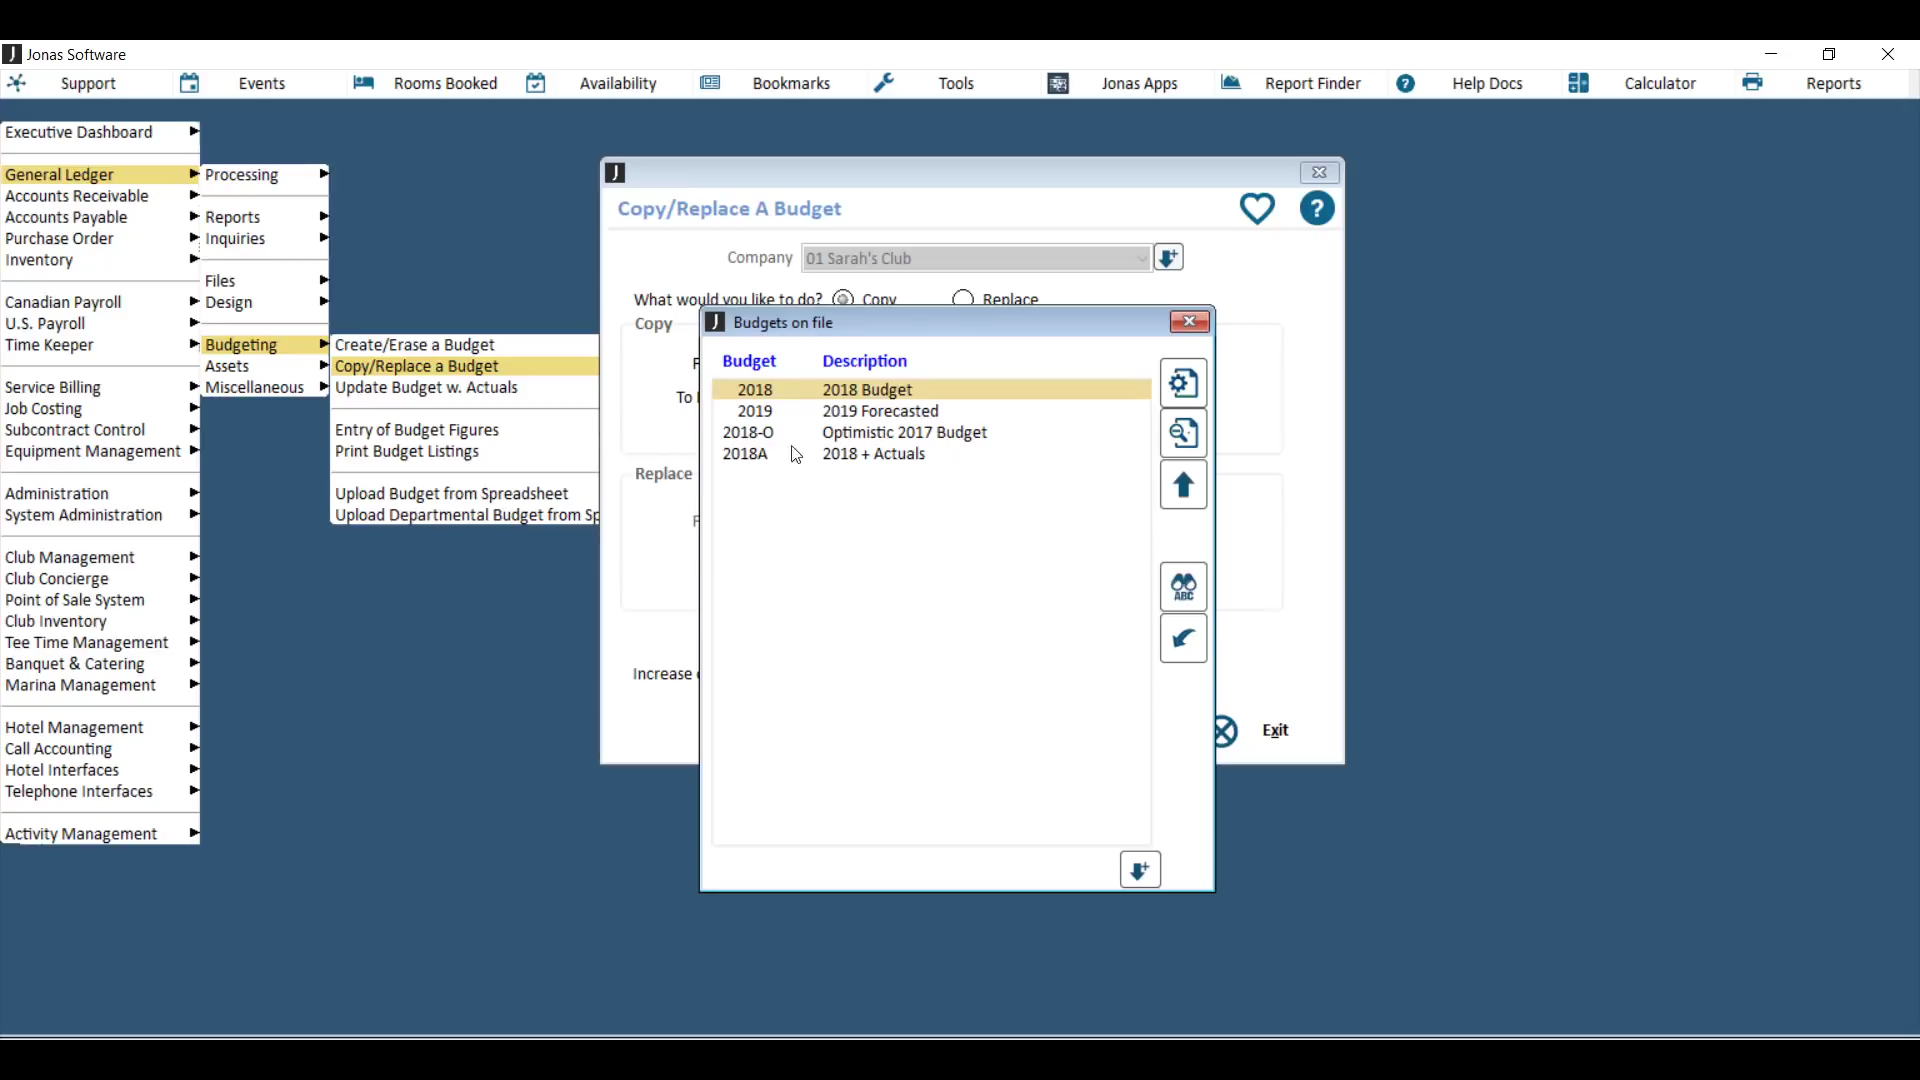 Jonas Software
Support Events Rooms Booked Availability Bookmarks Tools Jonas Apps Report Finder Help Docs Calculator Reports
Executive Dashboard
General Ledger
Accounts Receivable
Accounts Payable
Purchase Order
Inventory
Canadian Payroll
U.S. Payroll
Time Keeper
Service Billing
Job Costing
Subcontract Control
Equipment Management
Administration
System Administration
Club Management
Club Concierge
Point of Sale System
Club Inventory
Tee Time Management
Banquet & Catering
Marina Management
Hotel Management
Call Accounting
Hotel Interfaces
Telephone Interfaces
Activity Management
Processing
Reports
Inquiries
Files
Design
Budgeting
Assets
Miscellaneous
Create/Erase a Budget
Copy/Replace a Budget
Update Budget w. Actuals
Entry of Budget Figures
Print Budget Listings
Upload Budget from Spreadsheet
Upload Departmental Budget from Sp
Copy/Replace A Budget
Company 01 Sarah's Club
What would you like to do? Copy Replace
Copy
To
Replace
Increase
Exit
Budgets on file
Budget Description
2018 2018 Budget
2019 2019 Forecasted
2018-O Optimistic 2017 Budget
2018A 2018 + Actuals
ABC